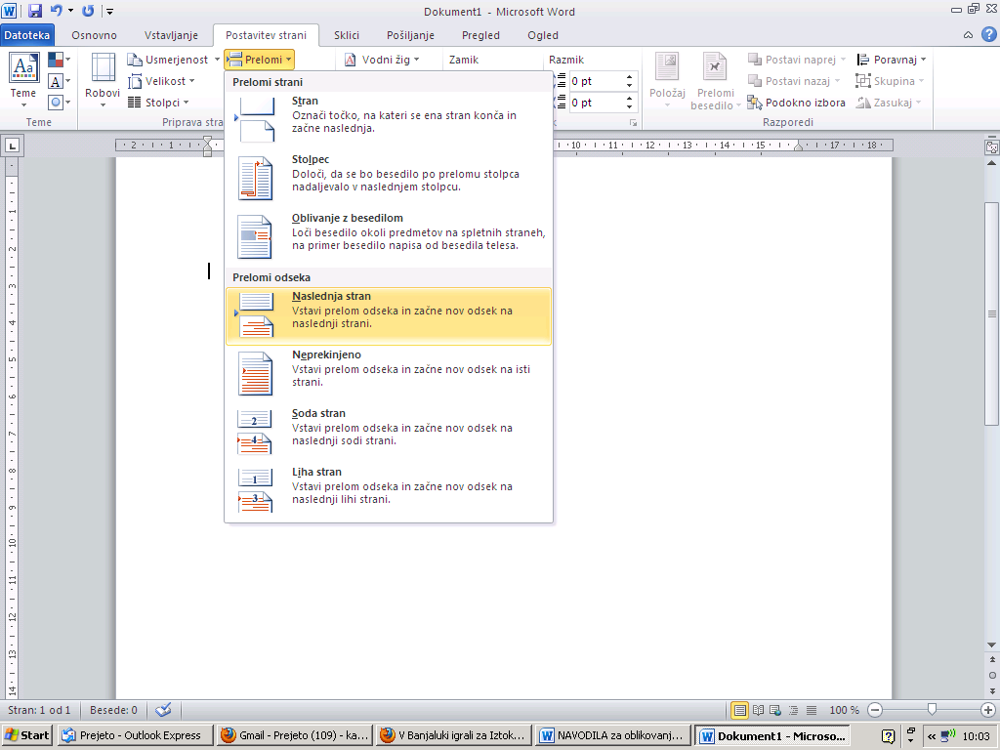 Dokument1 - Microsoft Word
Datoteka Osnovno Vstavljanje Postavitev strani Sklici Pošiljanje Pregled Ogled
Usmerjenost Prelomi Vodni žig Zamik Razmik Postavi naprej Poravnaj
Teme Robovi Velikost 0 pt Položaj Prelomi besedilo Postavi nazaj Skupina
Stolpci 0 pt Podokno izbora Zasukaj
Teme Priprava stra Razporedi
Prelomi strani
Stran
Označi točko, na kateri se ena stran konča in
začne naslednja.
Stolpec
Določi, da se bo besedilo po prelomu stolpca
nadaljevalo v naslednjem stolpcu.
Oblivanje z besedilom
Loči besedilo okoli predmetov na spletnih straneh,
na primer besedilo napisa od besedila telesa.
Prelomi odseka
Naslednja stran
Vstavi prelom odseka in začne nov odsek na
naslednji strani.
Neprekinjeno
Vstavi prelom odseka in začne nov odsek na isti
strani.
Soda stran
Vstavi prelom odseka in začne nov odsek na
naslednji sodi strani.
Liha stran
Vstavi prelom odseka in začne nov odsek na
naslednji lihi strani.
Stran: 1 od 1 Besede: 0 100 %
Start Prejeto - Outlook Express Gmail - Prejeto (109) - ka... V Banjaluki igrali za Iztok... NAVODILA za oblikovanj... Dokument1 - Microso... 10:03